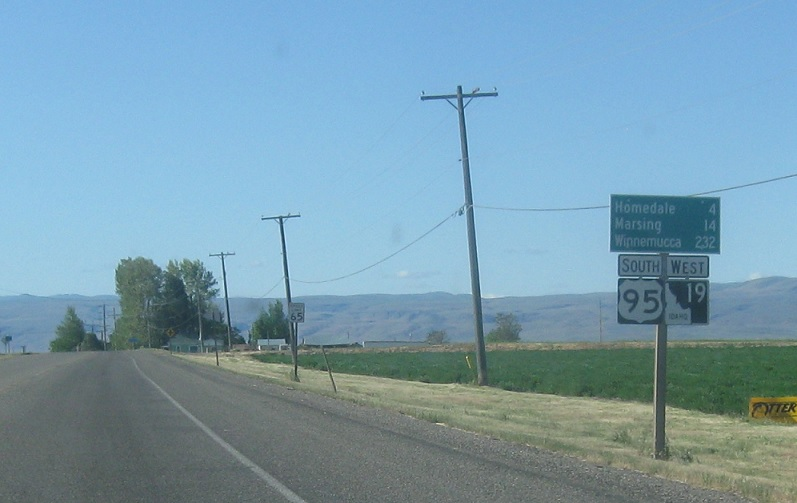 Homedale 4
Marsing 14
Winnemucca 232
SOUTH WEST
95 19
IDAHO
65